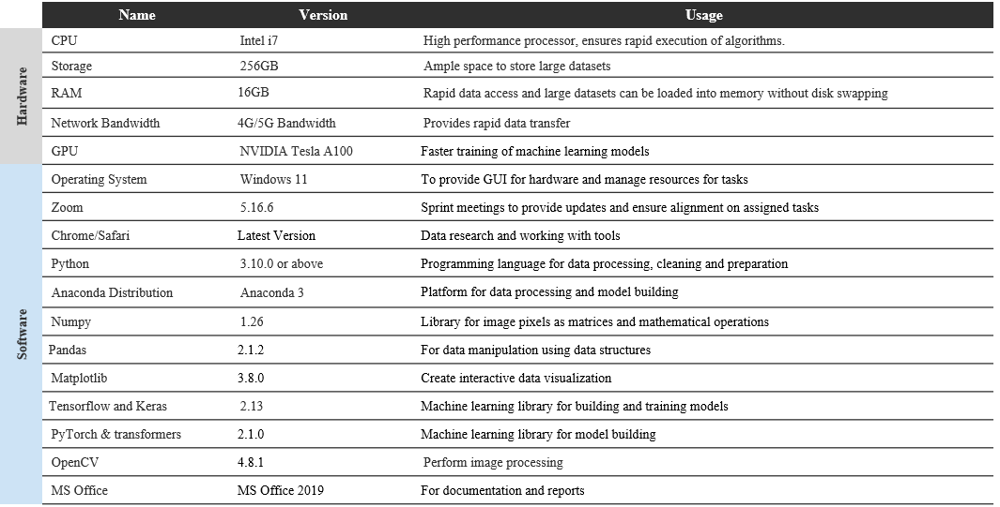 Name Version Usage
Hardware
CPU Intel i7 High performance processor, ensures rapid execution of algorithms.
Storage 256GB Ample space to store large datasets
RAM 16GB Rapid data access and large datasets can be loaded into memory without disk swapping
Network Bandwidth 4G/5G Bandwidth Provides rapid data transfer
GPU NVIDIA Tesla A100 Faster training of machine learning models
Software
Operating System Windows 11 To provide GUI for hardware and manage resources for tasks
Zoom 5.16.6 Sprint meetings to provide updates and ensure alignment on assigned tasks
Chrome/Safari Latest Version Data research and working with tools
Python 3.10.0 or above Programming language for data processing, cleaning and preparation
Anaconda Distribution Anaconda 3 Platform for data processing and model building
Numpy 1.26 Library for image pixels as matrices and mathematical operations
Pandas 2.1.2 For data manipulation using data structures
Matplotlib 3.8.0 Create interactive data visualization
Tensorflow and Keras 2.13 Machine learning library for building and training models
PyTorch & transformers 2.1.0 Machine learning library for model building
OpenCV 4.8.1 Perform image processing
MS Office MS Office 2019 For documentation and reports